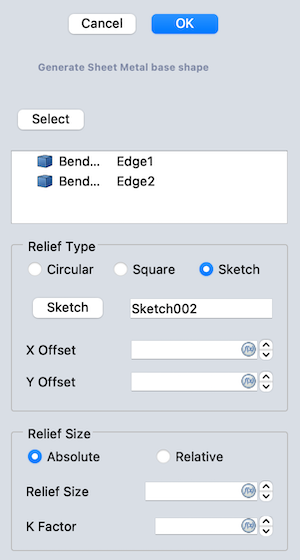 Cancel OK
Generate Sheet Metal base shape
Select
Bend... Edge1
Bend... Edge2
Relief Type
Circular Square Sketch
Sketch Sketch002
X Offset
Y Offset
Relief Size
Absolute Relative
Relief Size
K Factor